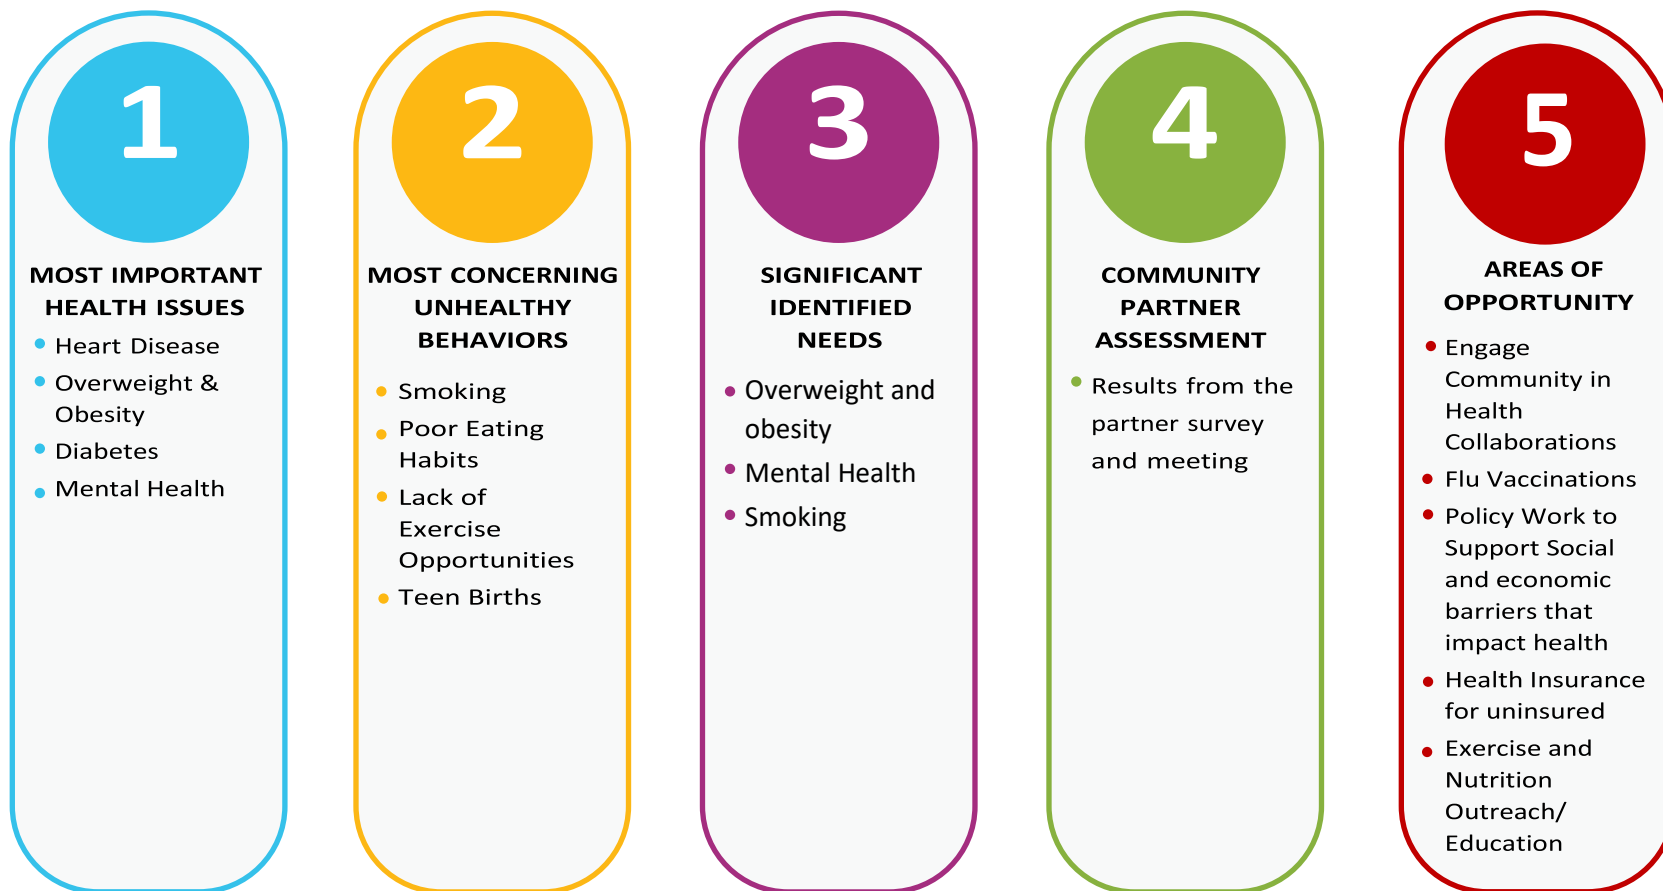 1
MOST IMPORTANT
HEALTH ISSUES
• Heart Disease
• Overweight &
Obesity
• Diabetes
• Mental Health
2
MOST CONCERNING
UNHEALTHY
BEHAVIORS
• Smoking
• Poor Eating
Habits
• Lack of
Exercise
Opportunities
• Teen Births
3
SIGNIFICANT
IDENTIFIED
NEEDS
• Overweight and
obesity
• Mental Health
• Smoking
4
COMMUNITY
PARTNER
ASSESSMENT
• Results from the
partner survey
and meeting
5
AREAS OF
OPPORTUNITY
• Engage
Community in
Health
Collaborations
• Flu Vaccinations
• Policy Work to
Support Social
and economic
barriers that
impact health
• Health Insurance
for uninsured
• Exercise and
Nutrition
Outreach/
Education